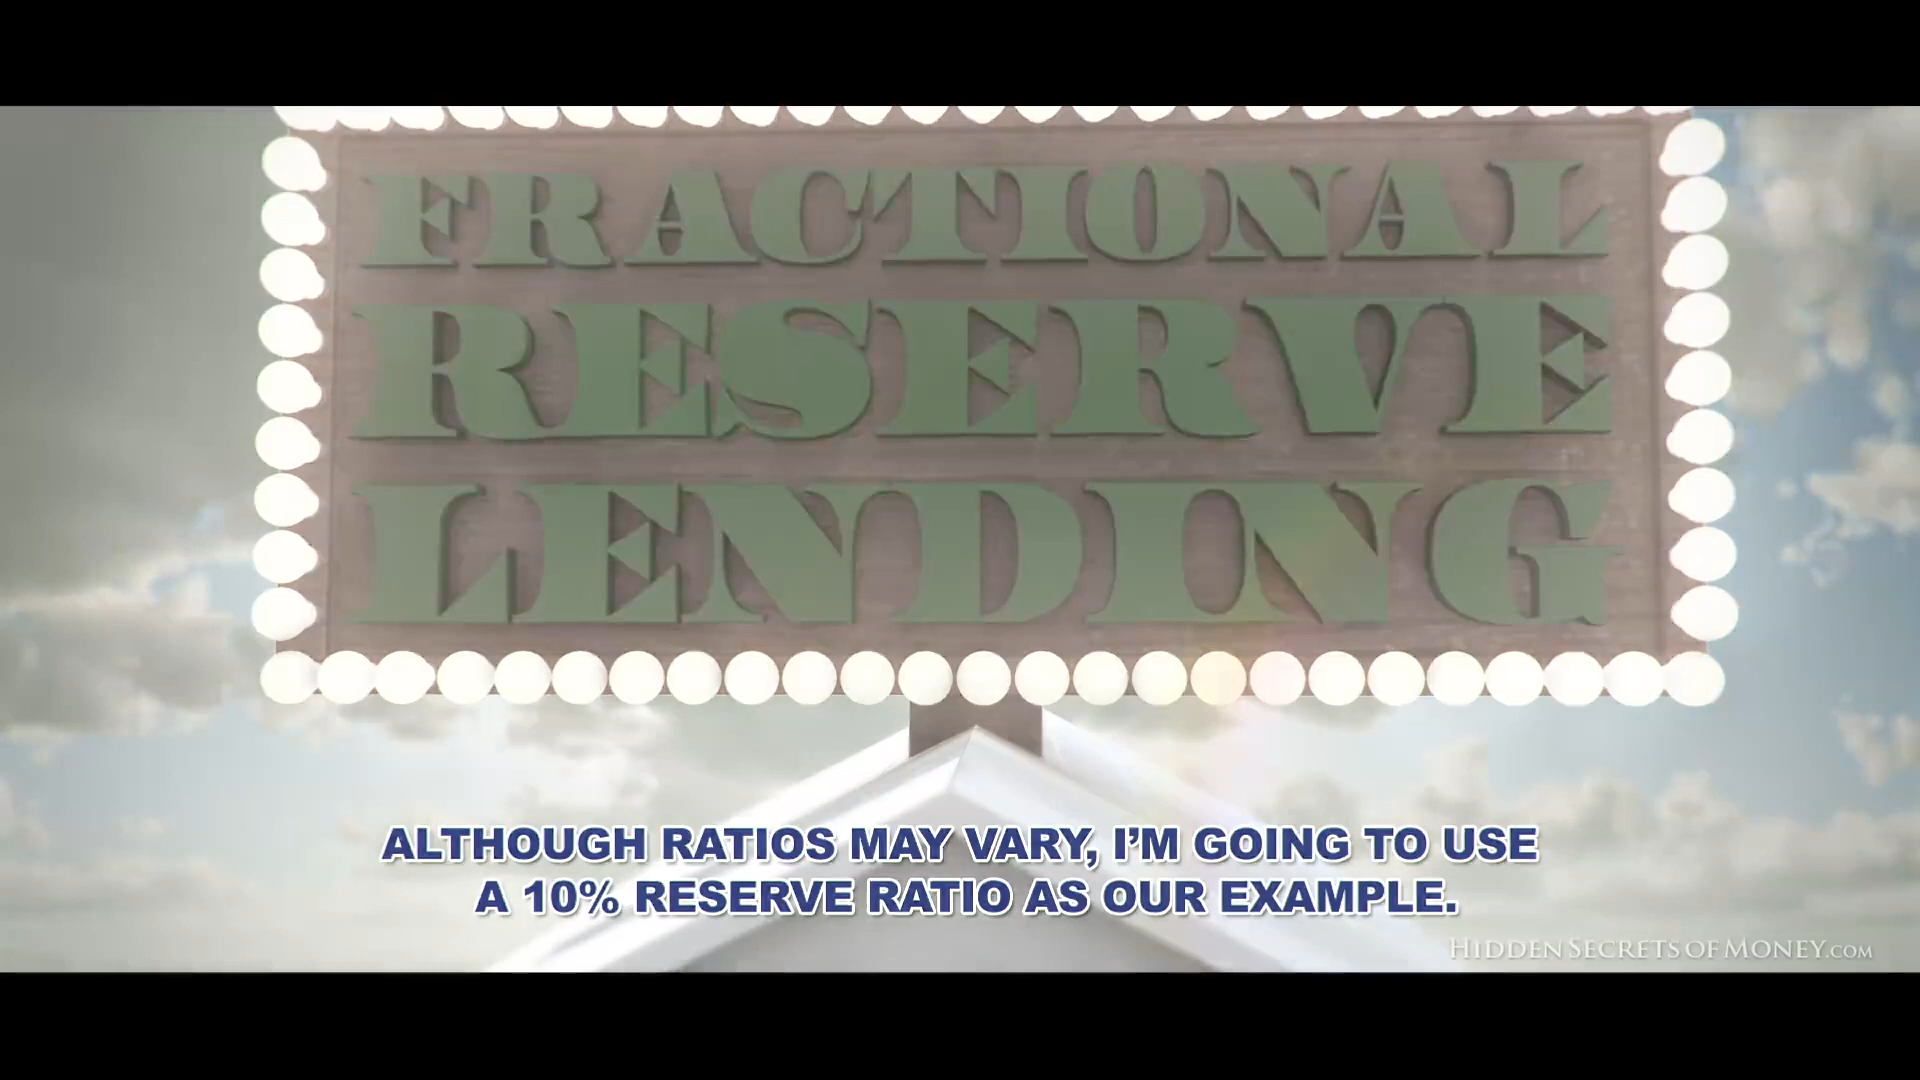 FRACTIONAL
RESERVE
LENDING
ALTHOUGH RATIOS MAY VARY, I’M GOING TO USE
A 10% RESERVE RATIO AS OUR EXAMPLE.
HIDDENSECRETSOFMONEY.COM